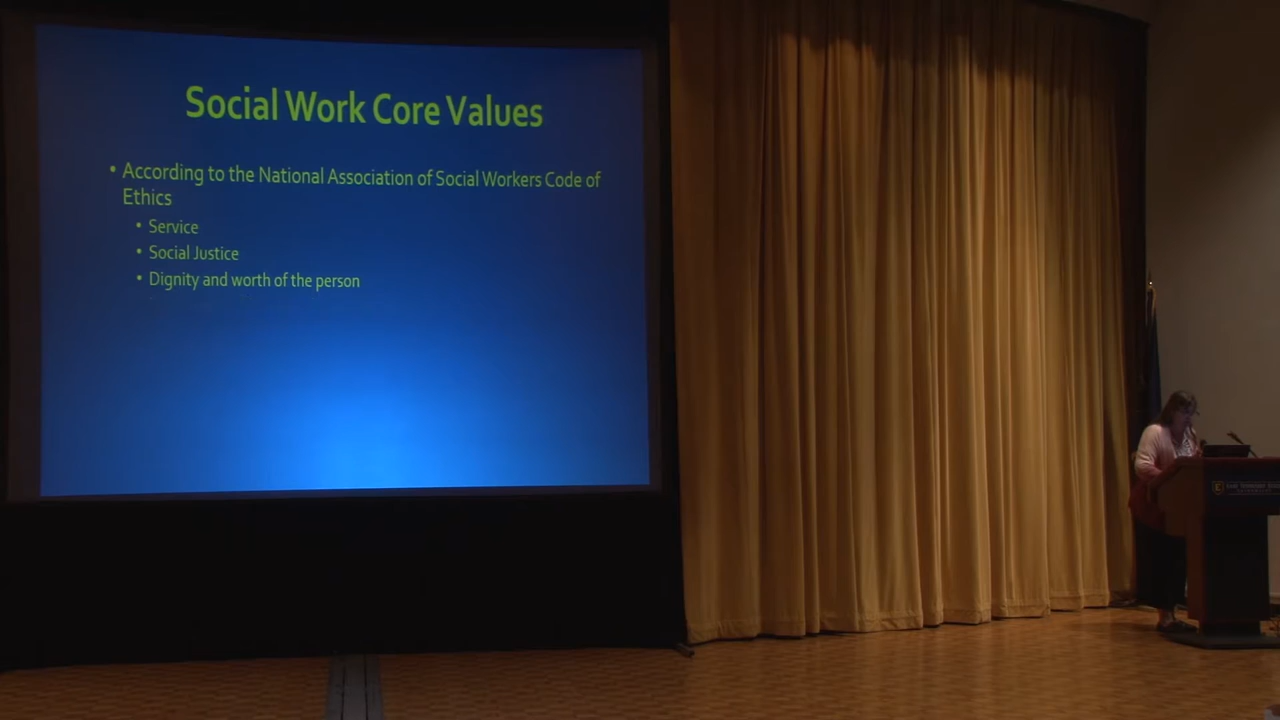 Social Work Core Values
• According to the National Association of Social Workers Code of
Ethics
• Service
• Social Justice
• Dignity and worth of the person